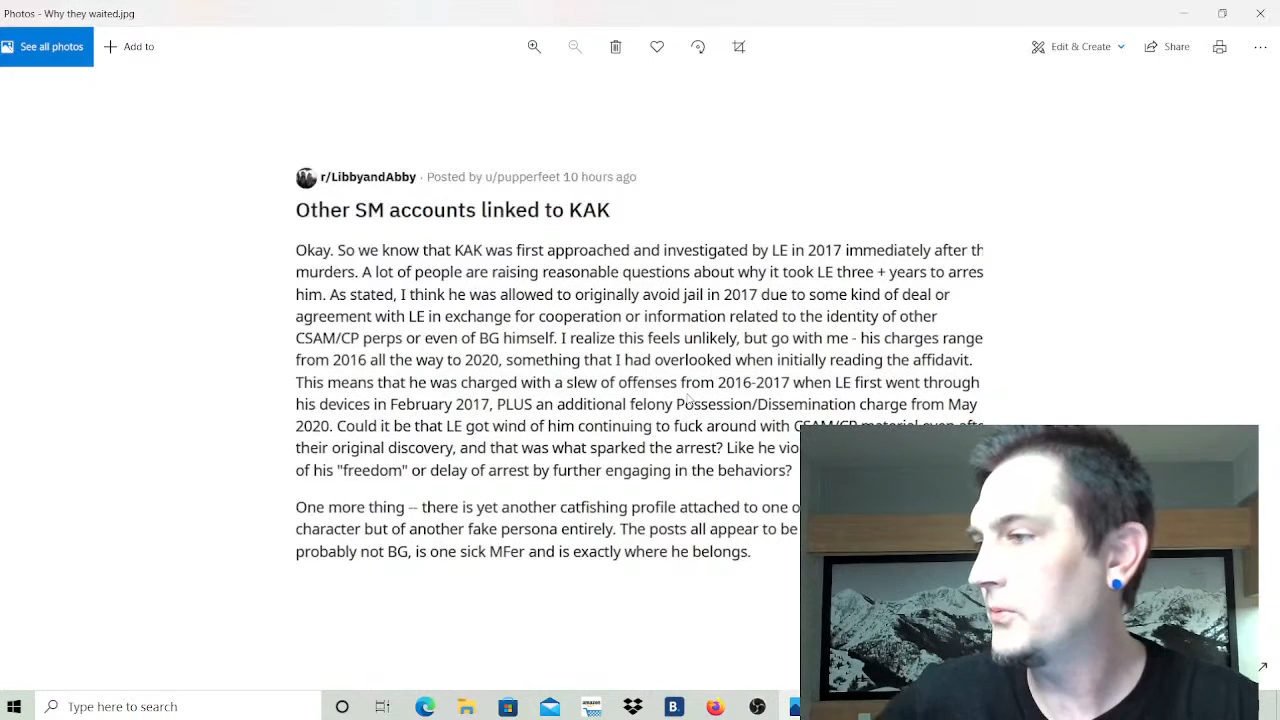 Photos - Why they waited.jpg
See all photos
Add to
Edit & Create
Share
r/LibbyandAbby · Posted by u/pupperfeet 10 hours ago
Other SM accounts linked to KAK
Okay. So we know that KAK was first approached and investigated by LE in 2017 immediately after th
murders. A lot of people are raising reasonable questions about why it took LE three + years to arres
him. As stated, I think he was allowed to originally avoid jail in 2017 due to some kind of deal or
agreement with LE in exchange for cooperation or information related to the identity of other
CSAM/CP perps or even of BG himself. I realize this feels unlikely, but go with me - his charges range
from 2016 all the way to 2020, something that I had overlooked when initially reading the affidavit.
This means that he was charged with a slew of offenses from 2016-2017 when LE first went through
his devices in February 2017, PLUS an additional felony Possession/Dissemination charge from May
2020. Could it be that LE got wind of him continuing to fuck around with CSAM/CP material even afte
their original discovery, and that was what sparked the arrest? Like he vio
of his "freedom" or delay of arrest by further engaging in the behaviors?
One more thing -- there is yet another catfishing profile attached to one o
character but of another fake persona entirely. The posts all appear to be
probably not BG, is one sick MFer and is exactly where he belongs.
Type here to search
amazon
B.